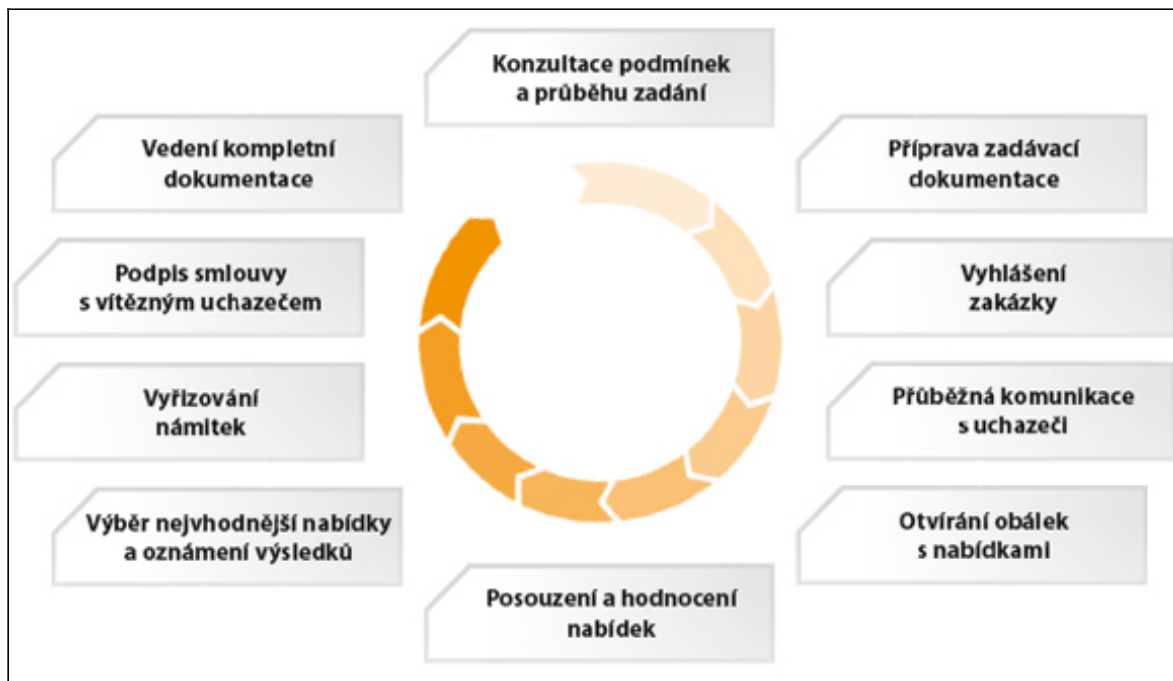 Konzultace podmínek
a průběhu zadání
Příprava zadávací
dokumentace
Vyhlášení
zakázky
Přůběžná komunikace
s uchazeči
Otvírání obálek
s nabídkami
Posouzení a hodnocení
nabídek
Výběr nejvhodnější nabídky
a oznámení výsledků
Vyřizování
námitek
Podpis smlouvy
s vítězným uchazečem
Vedení kompletní
dokumentace